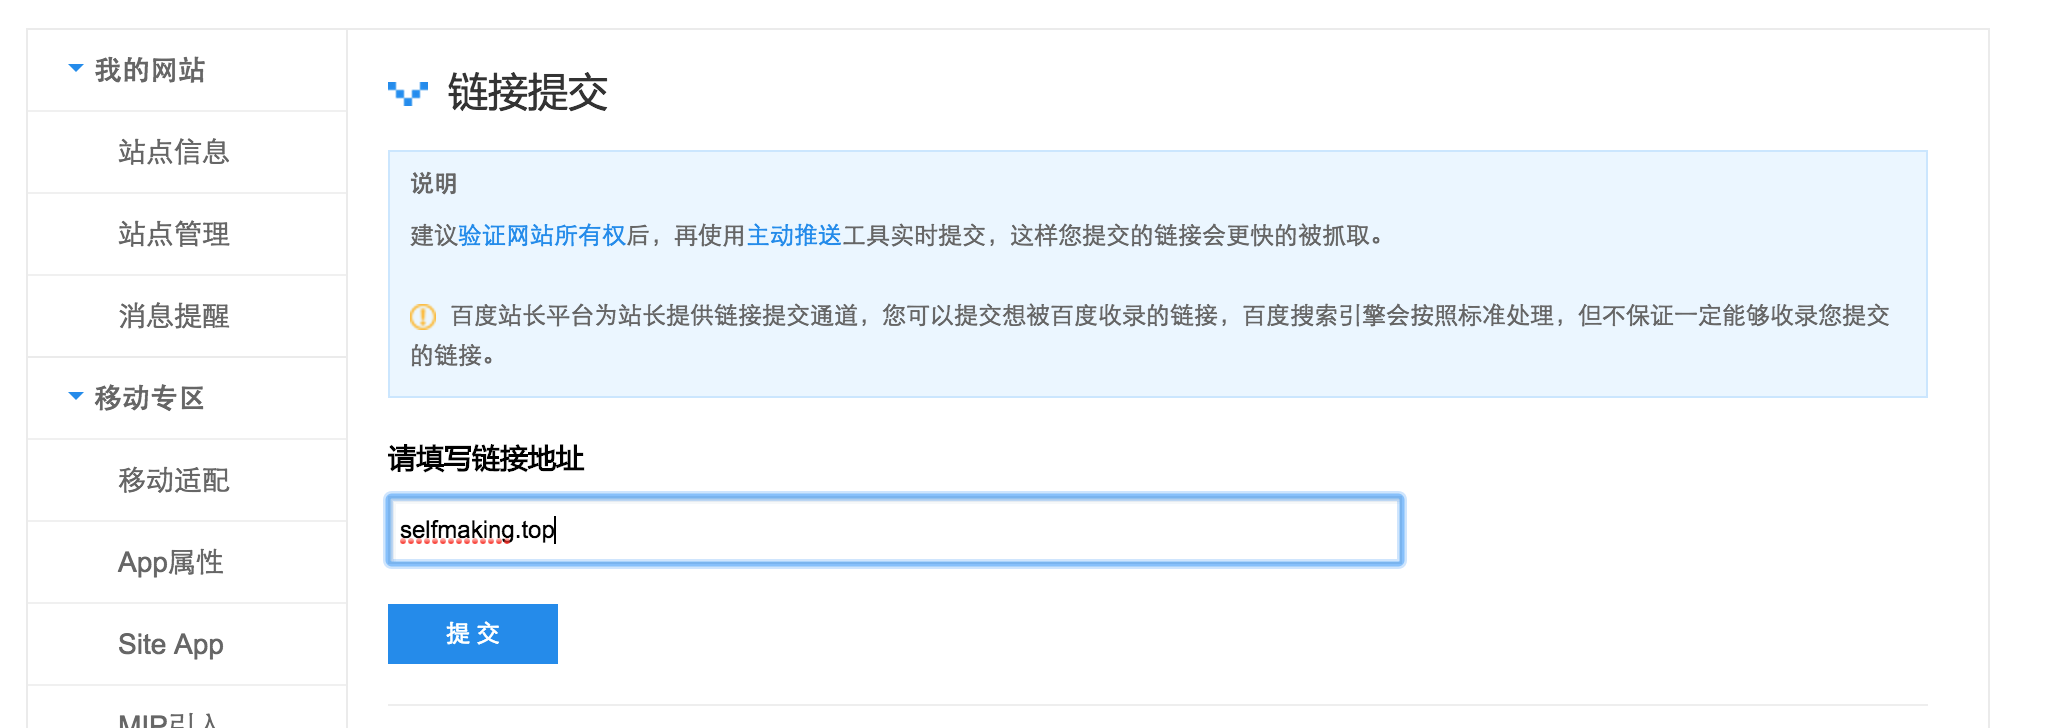 我的网站
站点信息
站点管理
消息提醒
移动专区
移动适配
App属性
Site App
MIP引入
链接提交
说明
建议验证网站所有权后，再使用主动推送工具实时提交，这样您提交的链接会更快的被抓取。
百度站长平台为站长提供链接提交通道，您可以提交想被百度收录的链接，百度搜索引擎会按照标准处理，但不保证一定能够收录您提交
的链接。
请填写链接地址
selfmaking.top
提 交